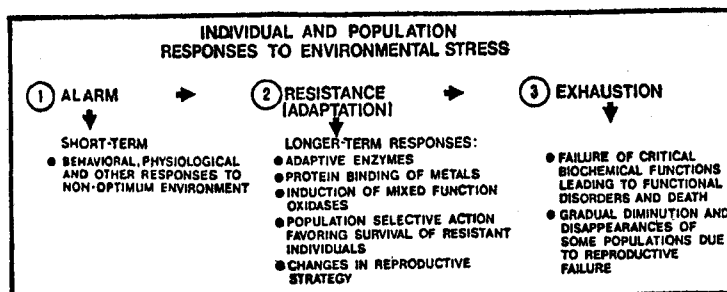 INDIVIDUAL AND POPULATION
RESPONSES TO ENVIRONMENTAL STRESS
1 ALARM
SHORT-TERM
● BEHAVIORAL, PHYSIOLOGICAL
AND OTHER RESPONSES TO
NON-OPTIMUM ENVIRONMENT
2 RESISTANCE
(ADAPTATION)
LONGER-TERM RESPONSES:
● ADAPTIVE ENZYMES
● PROTEIN BINDING OF METALS
● INDUCTION OF MIXED FUNCTION
OXIDASES
● POPULATION SELECTIVE ACTION
FAVORING SURVIVAL OF RESISTANT
INDIVIDUALS
● CHANGES IN REPRODUCTIVE
STRATEGY
3 EXHAUSTION
● FAILURE OF CRITICAL
BIOCHEMICAL FUNCTIONS
LEADING TO FUNCTIONAL
DISORDERS AND DEATH
● GRADUAL DIMINUTION AND
DISAPPEARANCES OF
SOME POPULATIONS DUE
TO REPRODUCTIVE
FAILURE